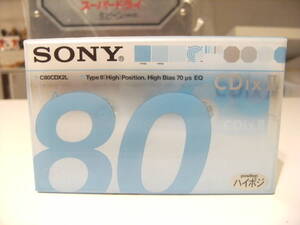 スーパードライ
SONY
C80CDX2L
Type II (High) Position, High Bias 70 µs EQ
CDixII
80
position
ハイポジ